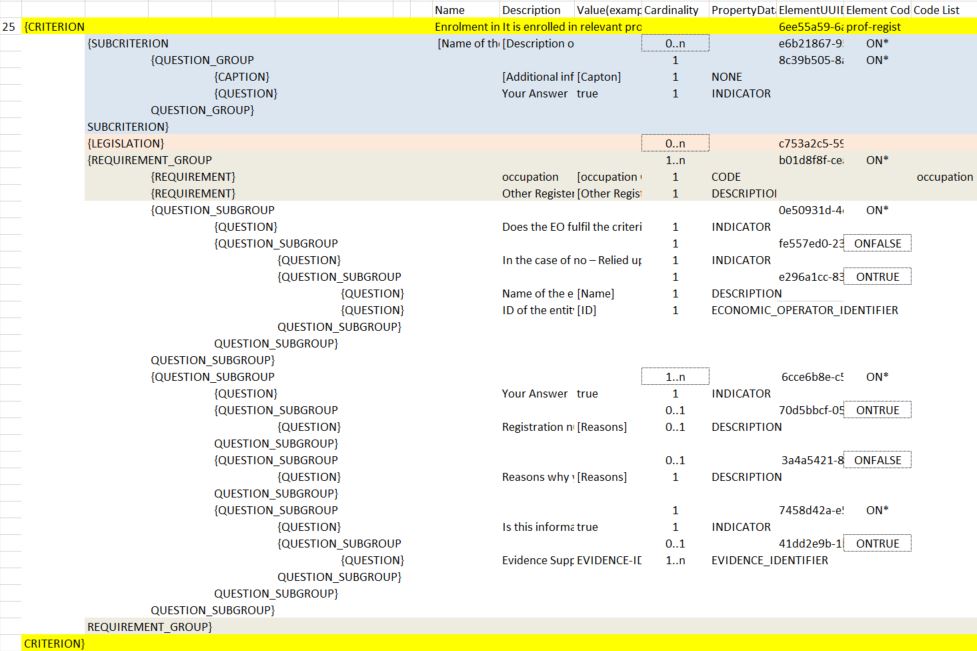 Name Description Value(examp Cardinality PropertyData ElementUUID Element Cod Code List
25 {CRITERION Enrolment in It is enrolled in relevant pro 6ee55a59-6a prof-regist
{SUBCRITERION [Name of the [Description o 0..n e6b21867-9 ON*
{QUESTION_GROUP 1 8c39b505-8a ON*
{CAPTION} [Additional inf [Capton] 1 NONE
{QUESTION} Your Answer true 1 INDICATOR
QUESTION_GROUP}
SUBCRITERION}
{LEGISLATION} 0..n c753a2c5-55
{REQUIREMENT_GROUP 1..n b01d8f8f-cea ON*
{REQUIREMENT} occupation [occupation 1 CODE occupation
{REQUIREMENT} Other Register [Other Regist 1 DESCRIPTION
{QUESTION_SUBGROUP 0e50931d-4 ON*
{QUESTION} Does the EO fulfil the criteri 1 INDICATOR
{QUESTION_SUBGROUP 1 fe557ed0-23 ONFALSE
{QUESTION} In the case of no – Relied up 1 INDICATOR
{QUESTION_SUBGROUP 1 e296a1cc-83 ONTRUE
{QUESTION} Name of the e [Name] 1 DESCRIPTION
{QUESTION} ID of the entit [ID] 1 ECONOMIC_OPERATOR_IDENTIFIER
QUESTION_SUBGROUP}
QUESTION_SUBGROUP}
QUESTION_SUBGROUP}
{QUESTION_SUBGROUP 1..n 6cce6b8e-c5 ON*
{QUESTION} Your Answer true 1 INDICATOR
{QUESTION_SUBGROUP 0..1 70d5bbcf-05 ONTRUE
{QUESTION} Registration n [Reasons] 0..1 DESCRIPTION
QUESTION_SUBGROUP}
{QUESTION_SUBGROUP 0..1 3a4a5421-8 ONFALSE
{QUESTION} Reasons why [Reasons] 1 DESCRIPTION
QUESTION_SUBGROUP}
{QUESTION_SUBGROUP 1 7458d42a-e ON*
{QUESTION} Is this informa true 1 INDICATOR
{QUESTION_SUBGROUP 0..1 41dd2e9b-1 ONTRUE
{QUESTION} Evidence Supp EVIDENCE-ID 1..n EVIDENCE_IDENTIFIER
QUESTION_SUBGROUP}
QUESTION_SUBGROUP}
QUESTION_SUBGROUP}
REQUIREMENT_GROUP}
CRITERION}